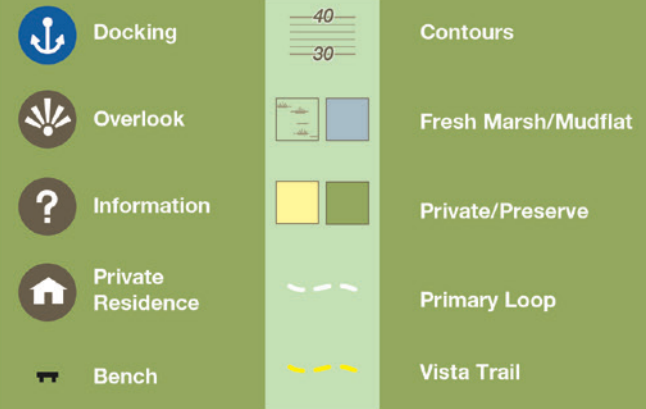 Docking
40
30
Contours
Overlook
Fresh Marsh/Mudflat
?
Information
Private/Preserve
Private
Residence
Primary Loop
Bench
Vista Trail